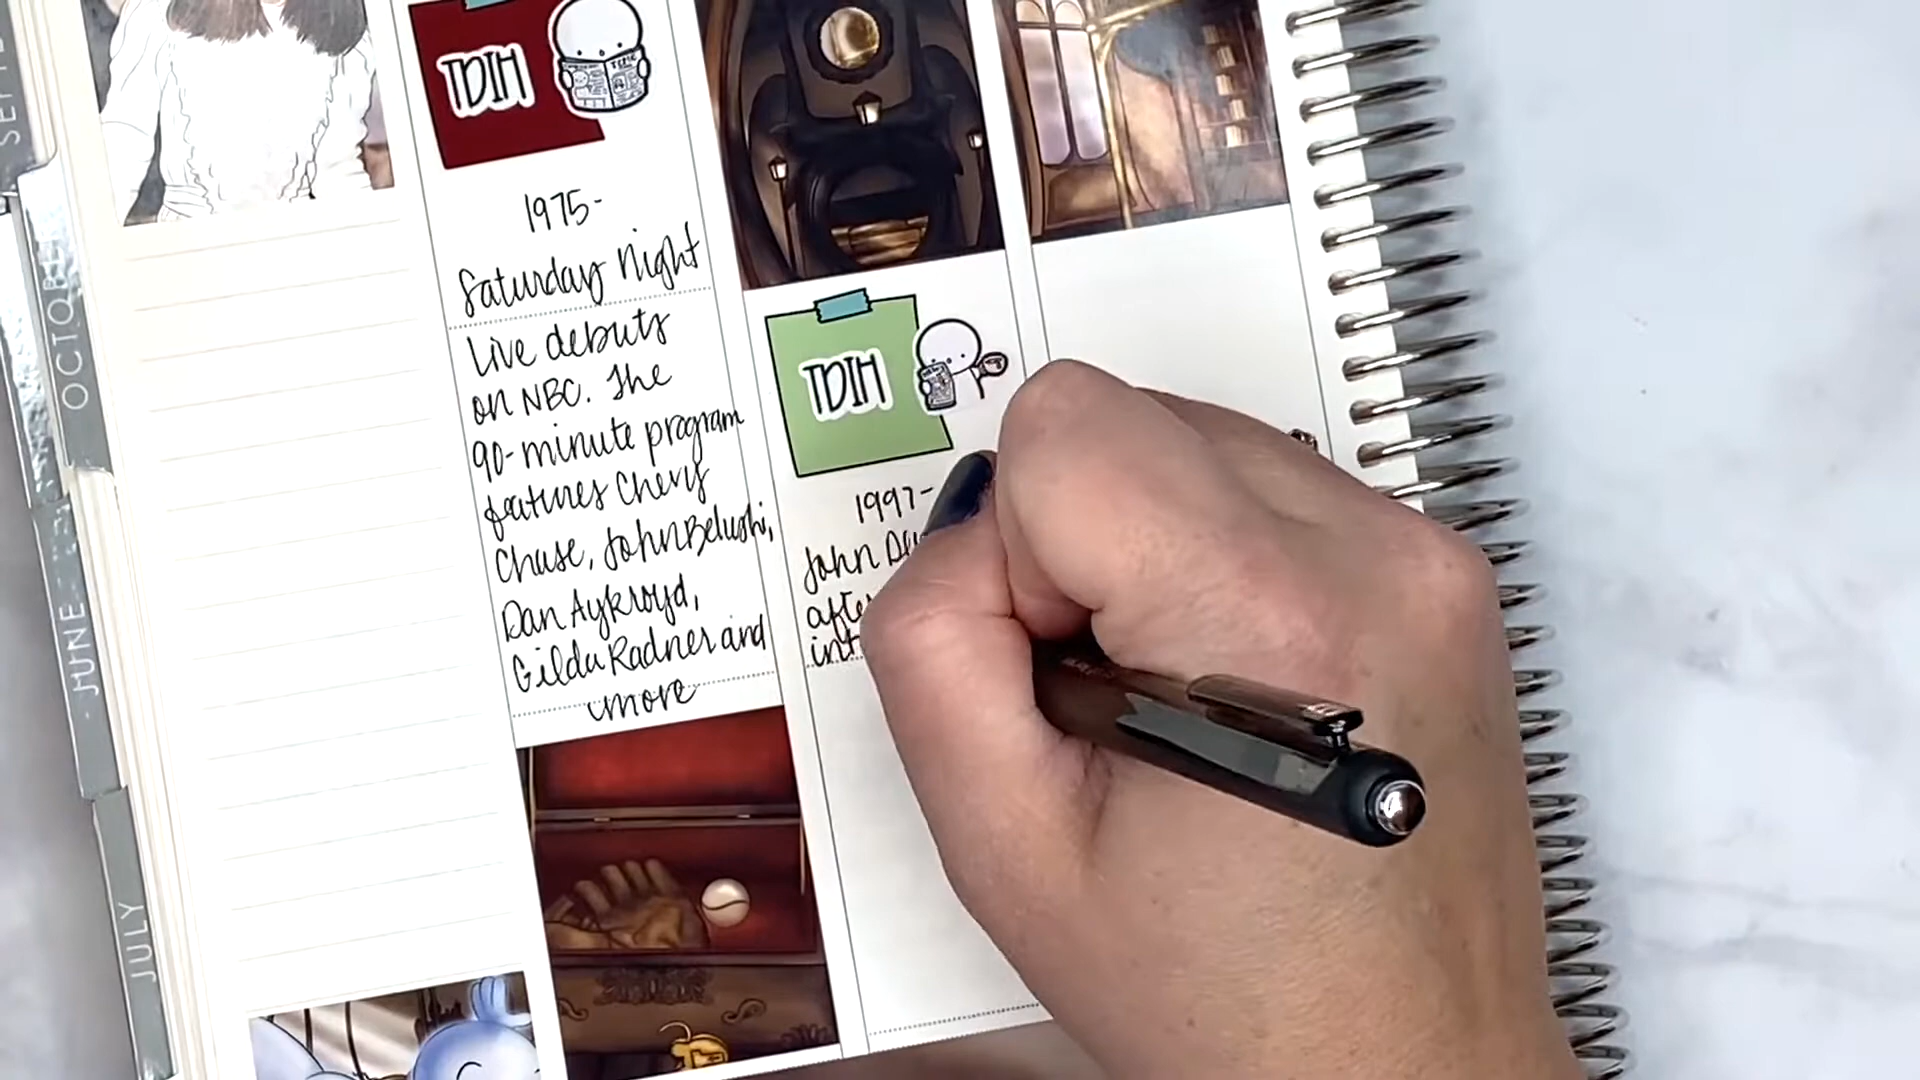 OCTOBER
JUNE
JULY
TDIH
1975-
Saturday Night
Live debuts
on NBC. The
90-minute program
features Chevy
Chase, John Belushi,
Dan Aykroyd,
Gilda Radner and
more
TDIH
1997-
John